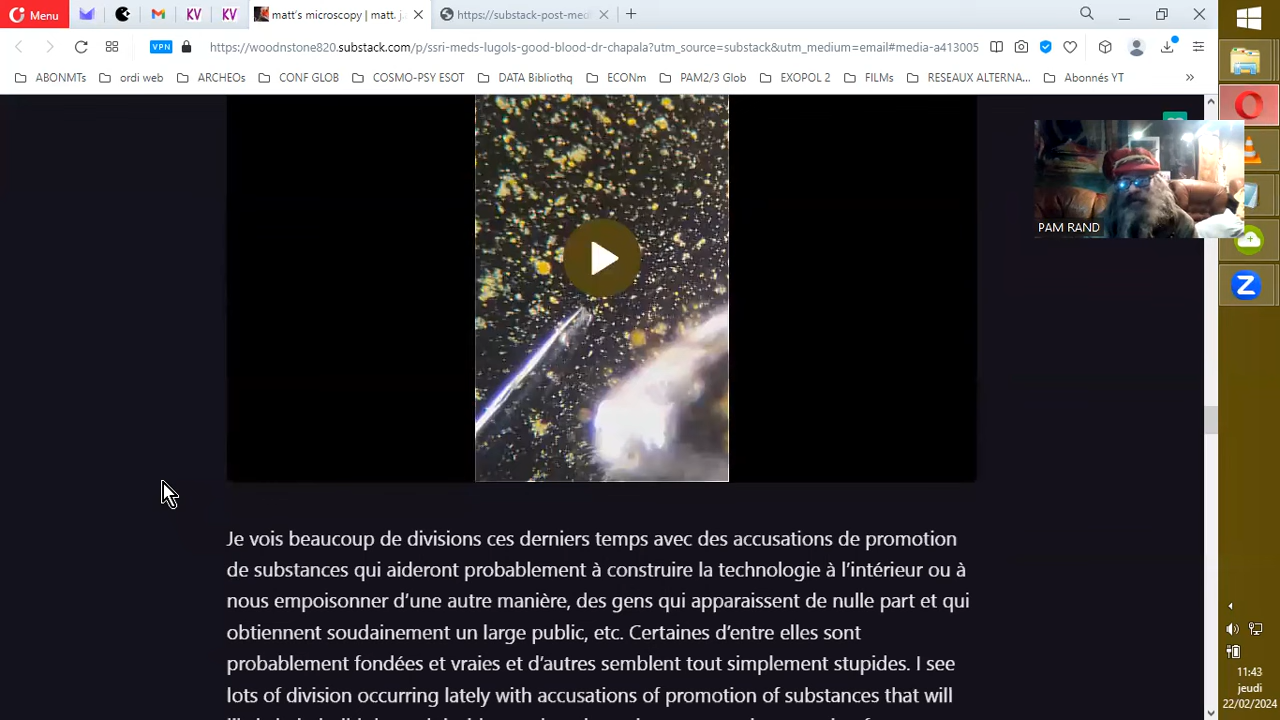 Menu
KV
KV
matt's microscopy | matt. ja
https://substack-post-med
VPN
https://woodnstone820.substack.com/p/ssri-meds-lugols-good-blood-dr-chapala?utm_source=substack&utm_medium=email#media-a413005
ABONMTs
ordi web
ARCHEOs
CONF GLOB
COSMO-PSY ESOT
DATA Bibliothq
ECONm
PAM2/3 Glob
EXOPOL 2
FILMs
RESEAUX ALTERNA...
Abonnés YT
»
PAM RAND
Je vois beaucoup de divisions ces derniers temps avec des accusations de promotion
de substances qui aideront probablement à construire la technologie à l'intérieur ou à
nous empoisonner d'une autre manière, des gens qui apparaissent de nulle part et qui
obtiennent soudainement un large public, etc. Certaines d'entre elles sont
probablement fondées et vraies et d'autres semblent tout simplement stupides. I see
lots of division occurring lately with accusations of promotion of substances that will
11:43
jeudi
22/02/2024